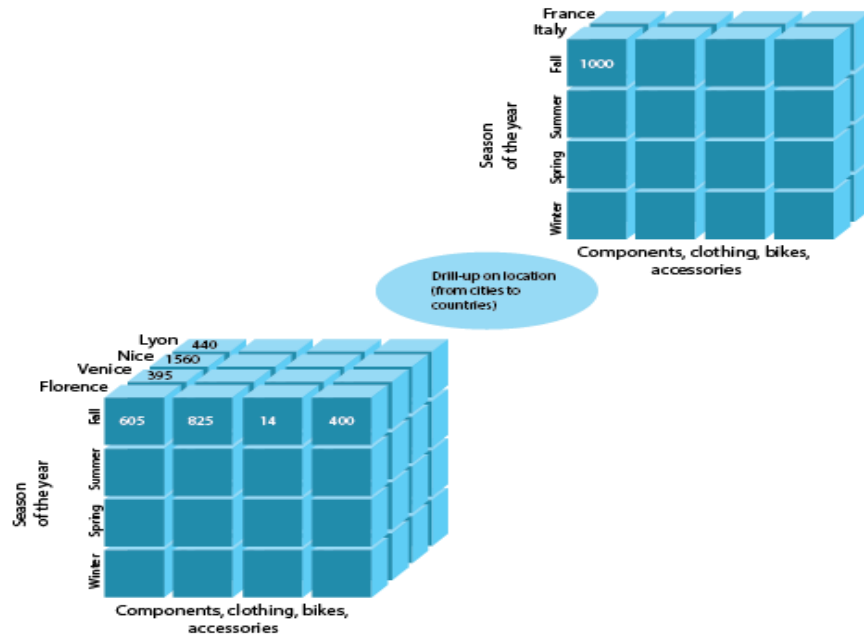 France
Italy
Fall
1000
Summer
Spring
Winter
Season
of the year
Components, clothing, bikes,
accessories
Drill-up on location
(from cities to
countries)
Lyon
440
Nice
1560
Venice
395
Florence
Fall
605
825
14
400
Summer
Spring
Winter
Season
of the year
Components, clothing, bikes,
accessories